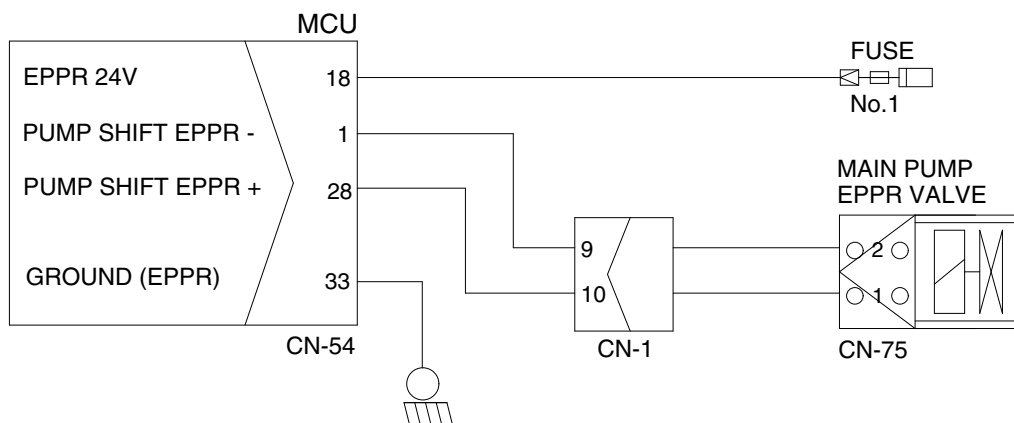 MCU
FUSE
EPPR 24V
18
No.1
PUMP SHIFT EPPR -
1
PUMP SHIFT EPPR +
28
MAIN PUMP
EPPR VALVE
9
2
GROUND (EPPR)
33
10
1
CN-54
CN-1
CN-75